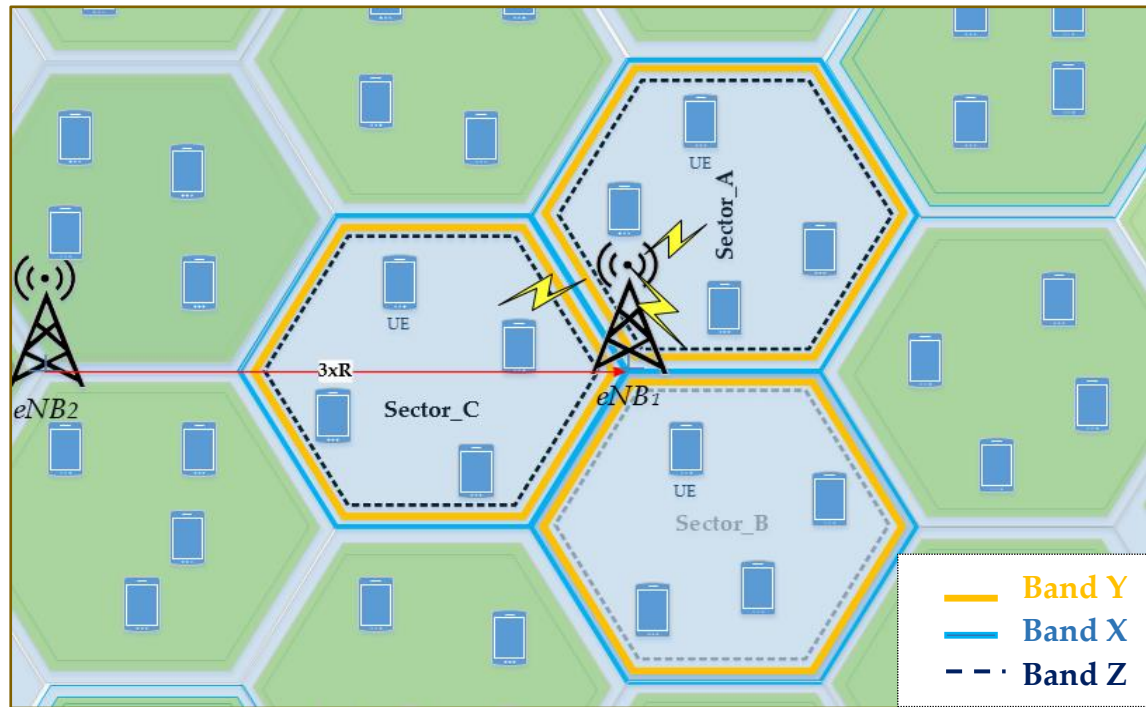 UE
Sector_A
UE
3xR
Sector_C
eNB2
eNB1
UE
Sector_B
Band Y
Band X
Band Z